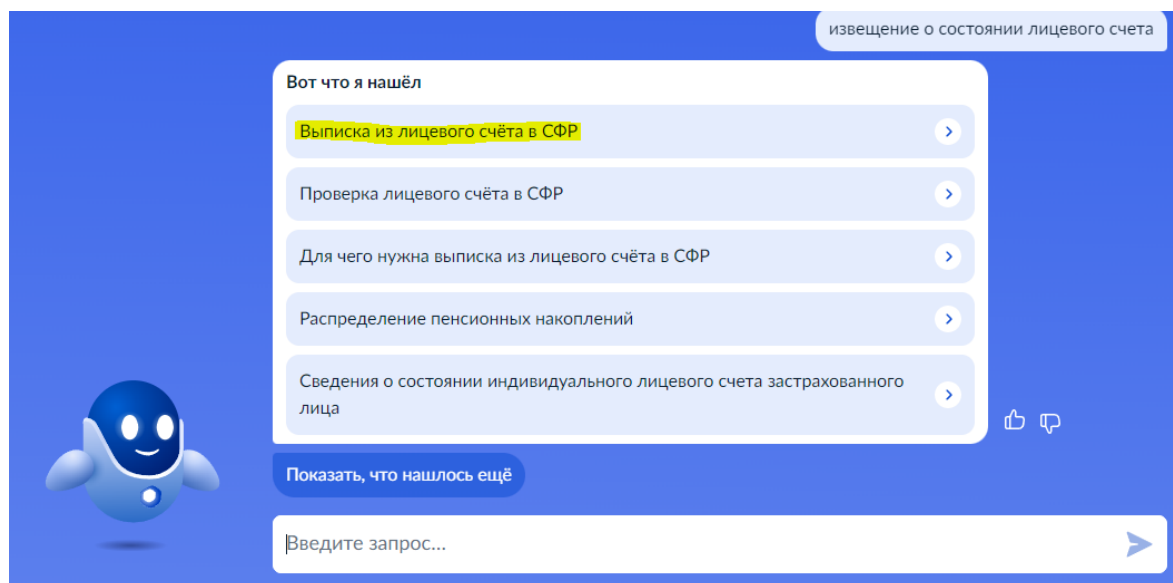 извещение о состоянии лицевого счета
Вот что я нашёл
Выписка из лицевого счёта в СФР
Проверка лицевого счёта в СФР
Для чего нужна выписка из лицевого счёта в СФР
Распределение пенсионных накоплений
Сведения о состоянии индивидуального лицевого счета застрахованного
лица
Показать, что нашлось ещё
Введите запрос...